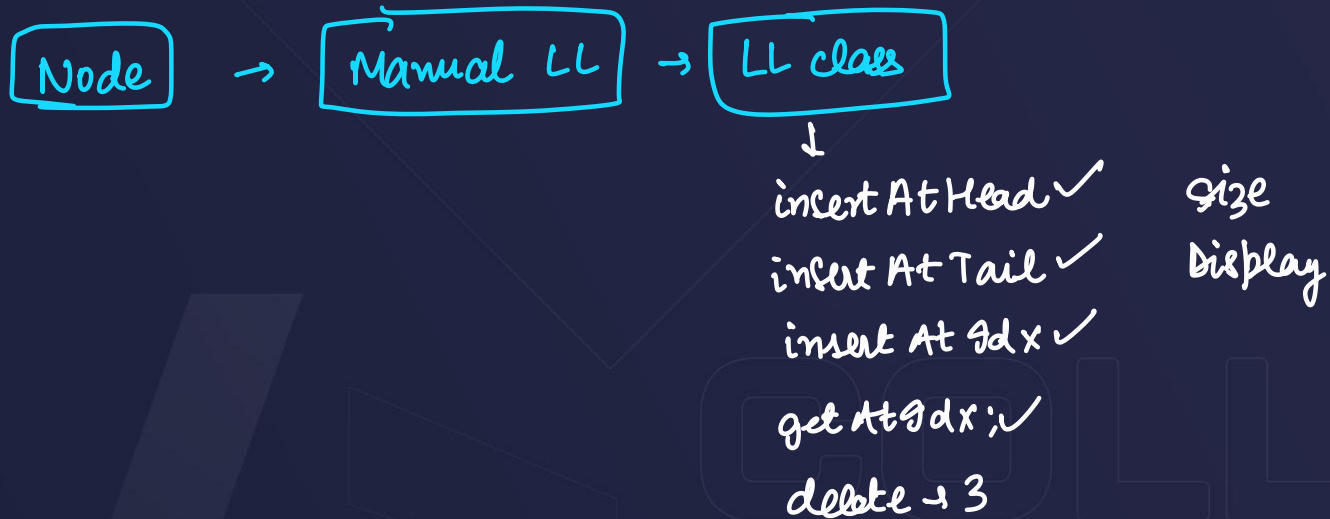 Node → Manual LL → LL class
↓
insert At Head ✓ Size
insert At Tail ✓ Display
insert At Idx ✓
get At Idx ; ✓
delete → 3
COLL